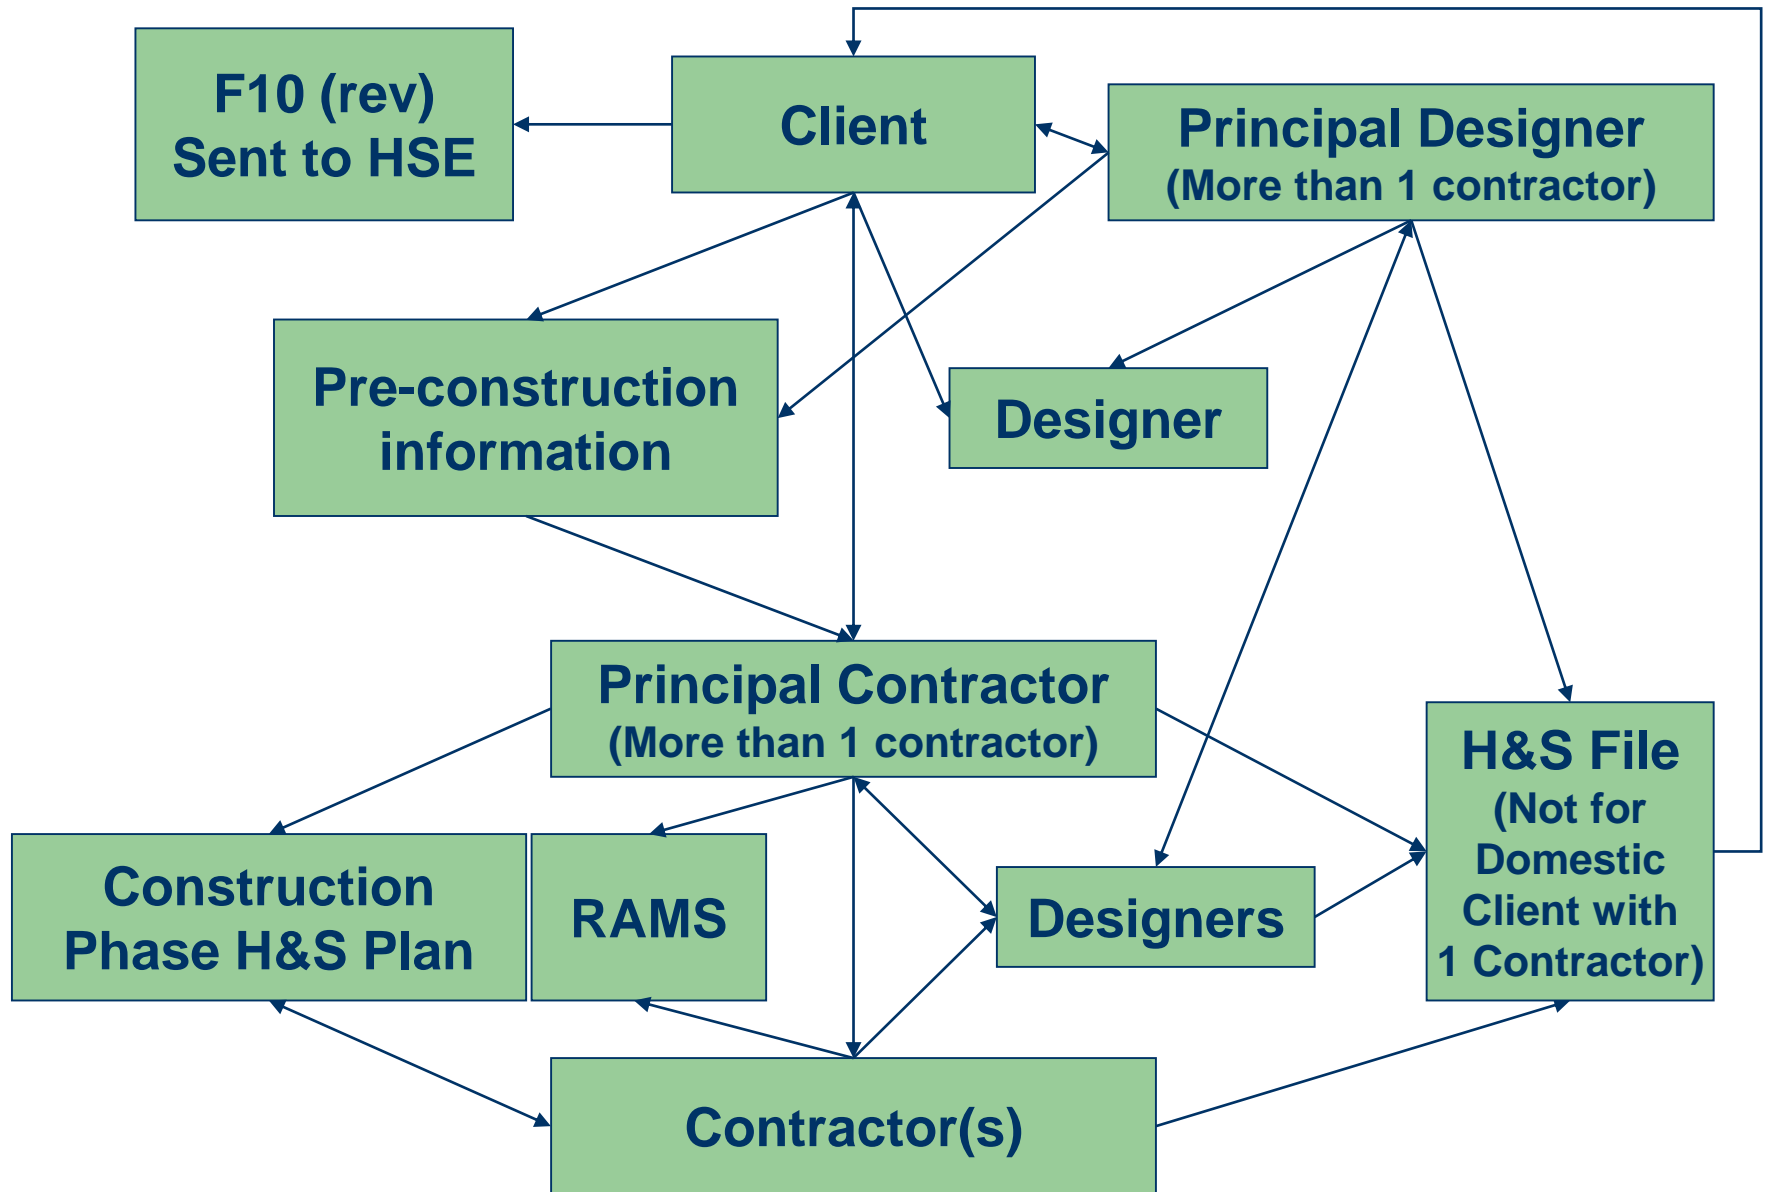 F10 (rev)
Sent to HSE
Client
Principal Designer
(More than 1 contractor)
Pre-construction
information
Designer
Principal Contractor
(More than 1 contractor)
H&S File
(Not for
Domestic
Client with
1 Contractor)
Construction
Phase H&S Plan
RAMS
Designers
Contractor(s)